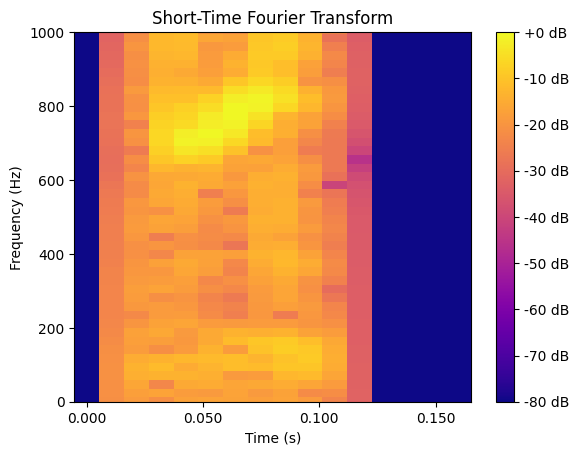 Short-Time Fourier Transform
1000
800
600
400
200
0
Frequency (Hz)
0.000
0.050
0.100
0.150
Time (s)
+0 dB
-10 dB
-20 dB
-30 dB
-40 dB
-50 dB
-60 dB
-70 dB
-80 dB